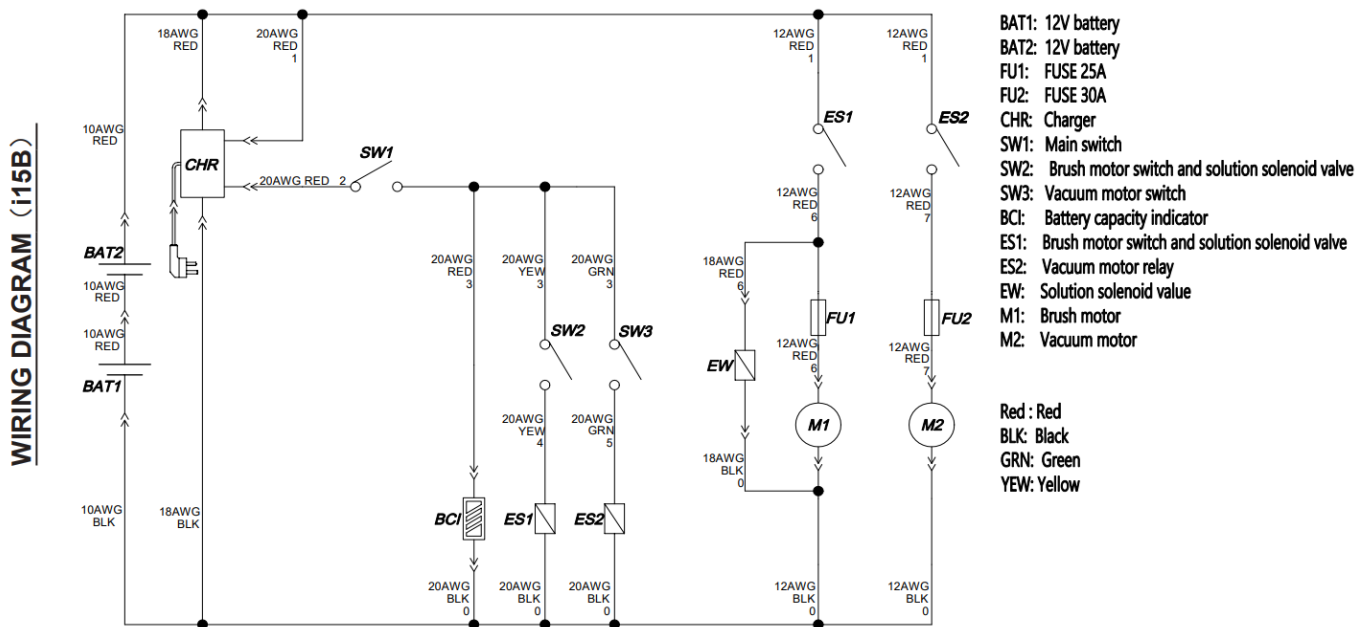 WIRING DIAGRAM（i15B）
18AWG
RED
20AWG
RED
1
10AWG
RED
CHR
SW1
20AWG RED 2
BAT2
10AWG
RED
10AWG
RED
BAT1
10AWG
BLK
18AWG
BLK
20AWG
RED
3
20AWG
YEW
3
20AWG
GRN
3
SW2
SW3
20AWG
YEW
4
20AWG
GRN
5
BCI
ES1
ES2
20AWG
BLK
0
20AWG
BLK
0
20AWG
BLK
0
12AWG
RED
1
12AWG
RED
1
ES1
ES2
12AWG
RED
6
12AWG
RED
7
18AWG
RED
6
FU1
FU2
12AWG
RED
6
12AWG
RED
7
EW
M1
M2
18AWG
BLK
0
12AWG
BLK
0
12AWG
BLK
0
BAT1: 12V battery
BAT2: 12V battery
FU1: FUSE 25A
FU2: FUSE 30A
CHR: Charger
SW1: Main switch
SW2: Brush motor switch and solution solenoid valve
SW3: Vacuum motor switch
BCI: Battery capacity indicator
ES1: Brush motor switch and solution solenoid valve
ES2: Vacuum motor relay
EW: Solution solenoid value
M1: Brush motor
M2: Vacuum motor
Red : Red
BLK: Black
GRN: Green
YEW: Yellow